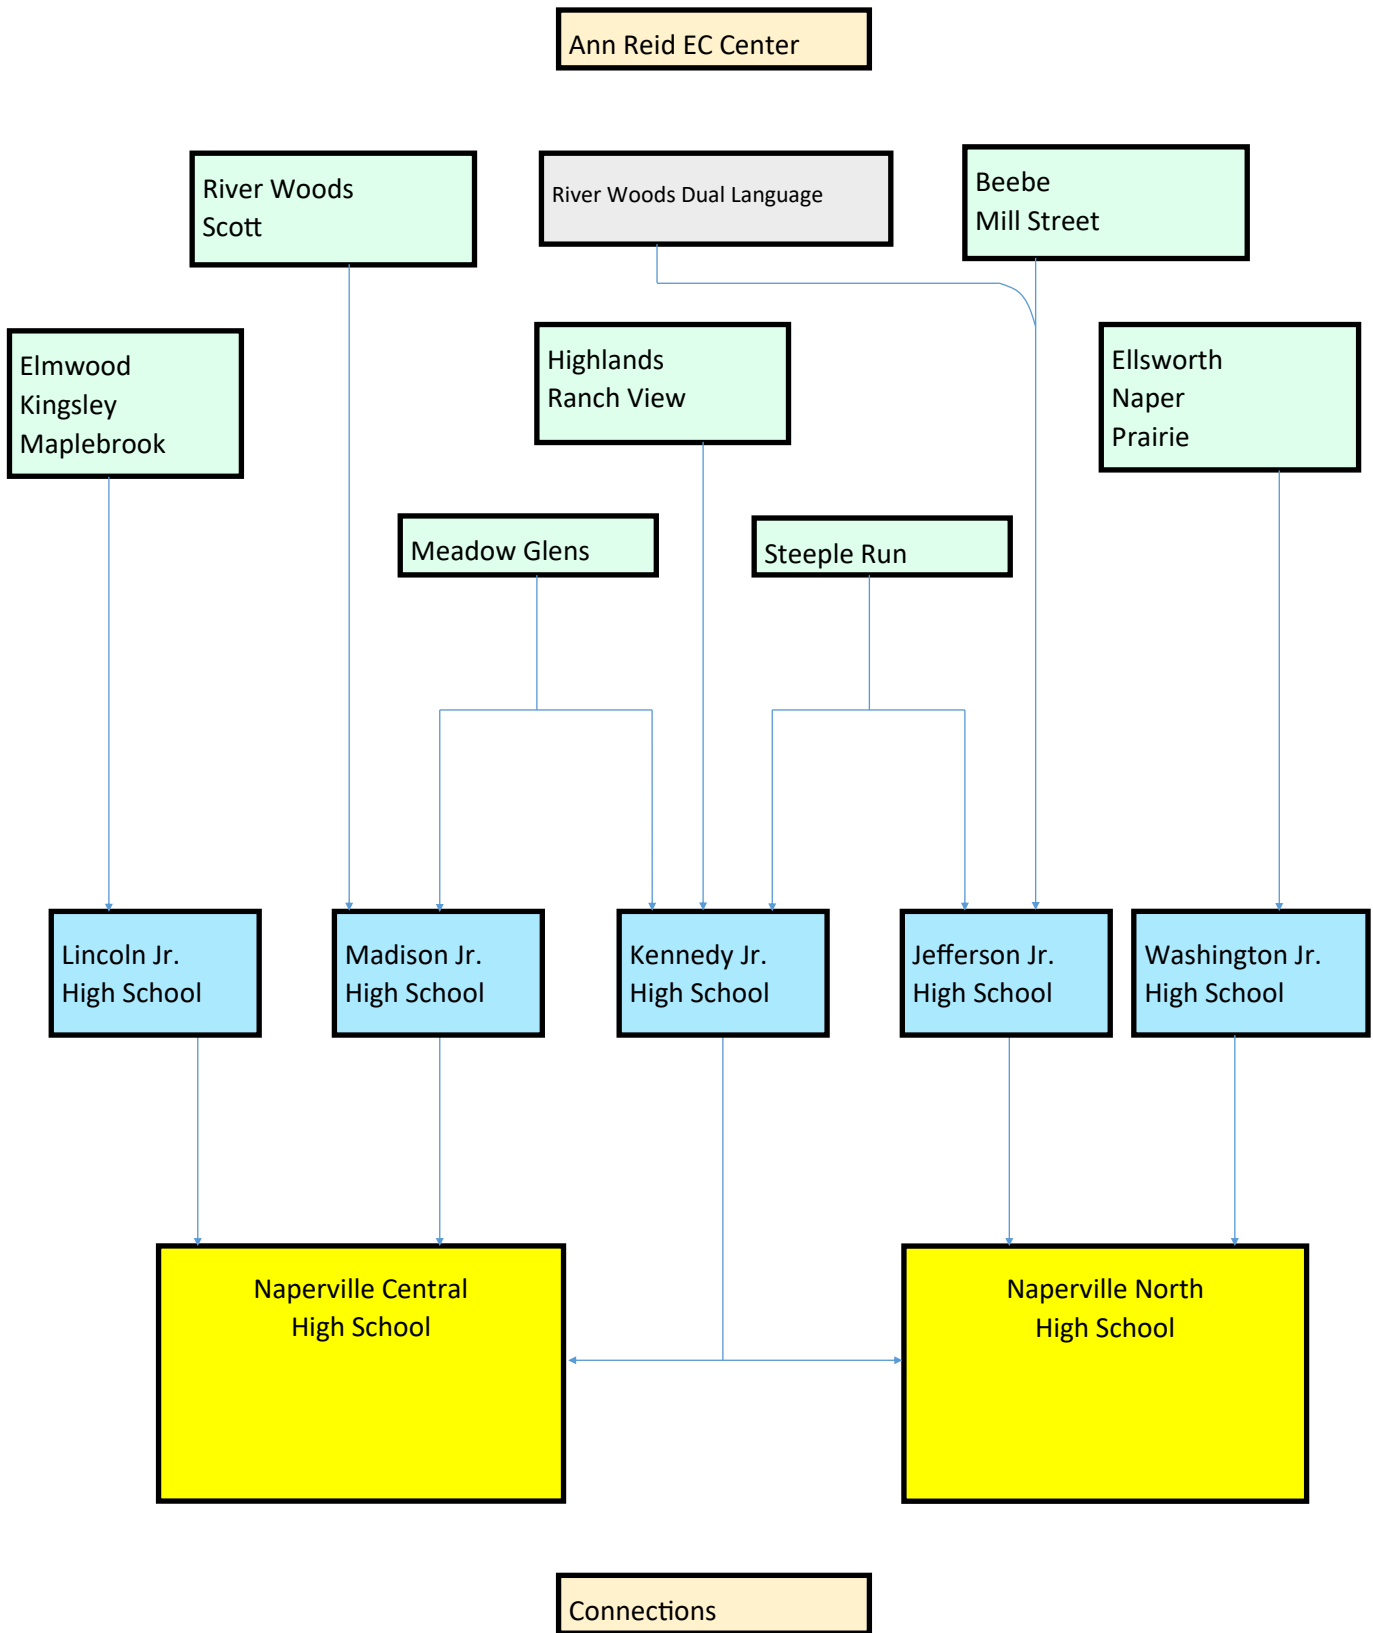 Ann Reid EC Center
River Woods
Scott
River Woods Dual Language
Beebe
Mill Street
Elmwood
Kingsley
Maplebrook
Highlands
Ranch View
Ellsworth
Naper
Prairie
Meadow Glens
Steeple Run
Lincoln Jr.
High School
Madison Jr.
High School
Kennedy Jr.
High School
Jefferson Jr.
High School
Washington Jr.
High School
Naperville Central
High School
Naperville North
High School
Connections